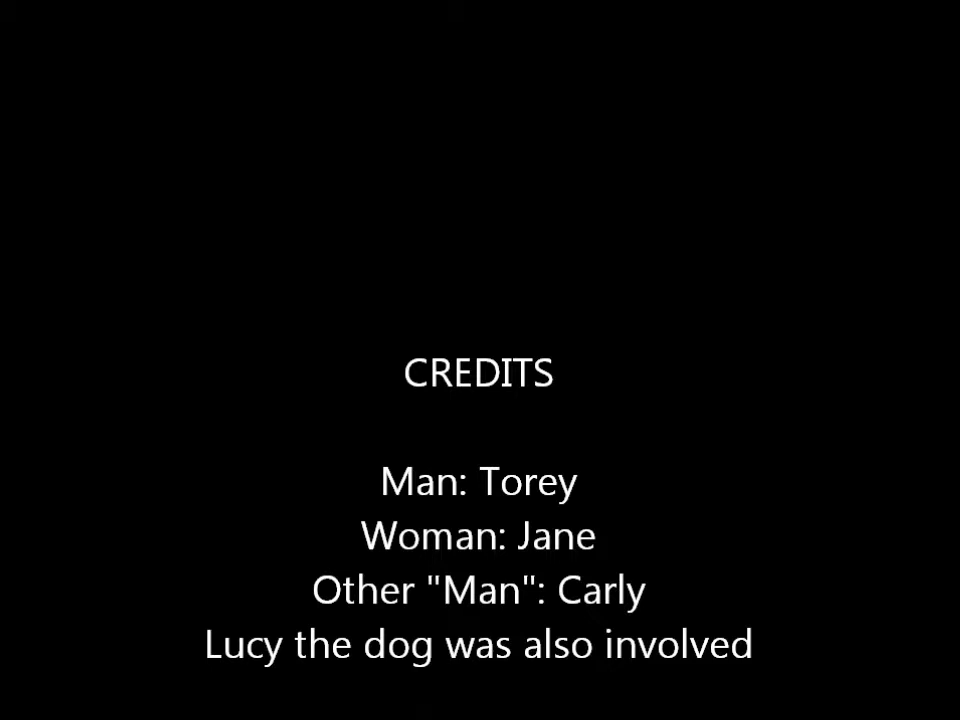 CREDITS
Man: Torey
Woman: Jane
Other "Man": Carly
Lucy the dog was also involved